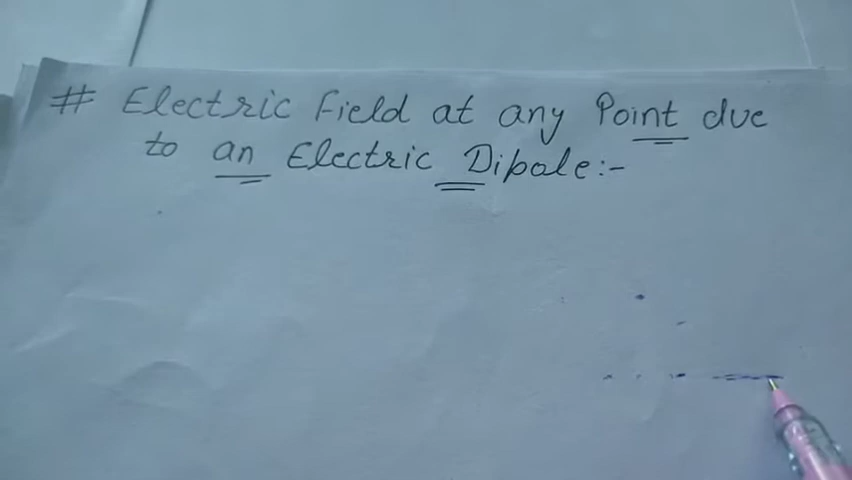 # Electric Field at any Point due
to an Electric Dipole:-